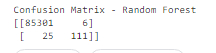 Confusion Matrix - Random Forest
[[85301     6]
 [   25   111]]